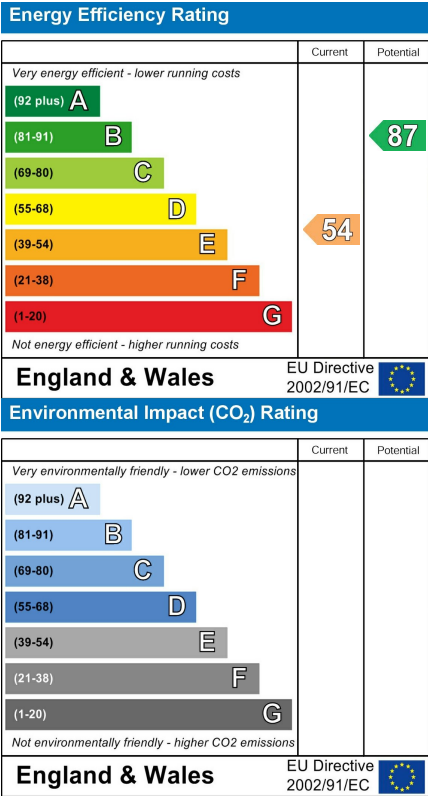 Energy Efficiency Rating
Current Potential
Very energy efficient - lower running costs
(92 plus) A
(81-91) B
87
(69-80) C
(55-68) D
54
(39-54) E
(21-38) F
(1-20) G
Not energy efficient - higher running costs
England & Wales
EU Directive
2002/91/EC
Environmental Impact (CO₂) Rating
Current Potential
Very environmentally friendly - lower CO2 emissions
(92 plus) A
(81-91) B
(69-80) C
(55-68) D
(39-54) E
(21-38) F
(1-20) G
Not environmentally friendly - higher CO2 emissions
England & Wales
EU Directive
2002/91/EC